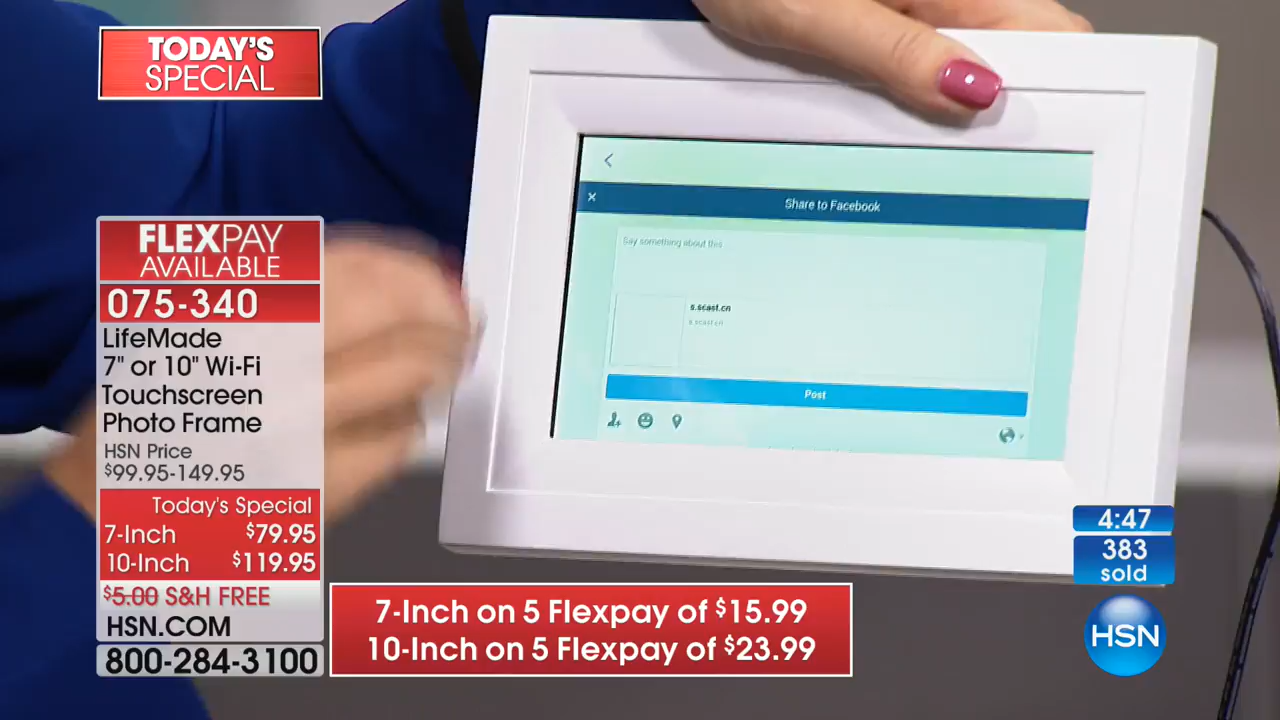 TODAY'S
SPECIAL
FLEXPAY
AVAILABLE
075-340
LifeMade
7" or 10" Wi-Fi
Touchscreen
Photo Frame
HSN Price
$99.95-149.95
Today's Special
7-Inch $79.95
10-Inch $119.95
$5.00 S&H FREE
HSN.COM
800-284-3100
Share to Facebook
Say something about this
s.scast.cn
s.scast.cn
Post
7-Inch on 5 Flexpay of $15.99
10-Inch on 5 Flexpay of $23.99
4:47
383
sold
HSN